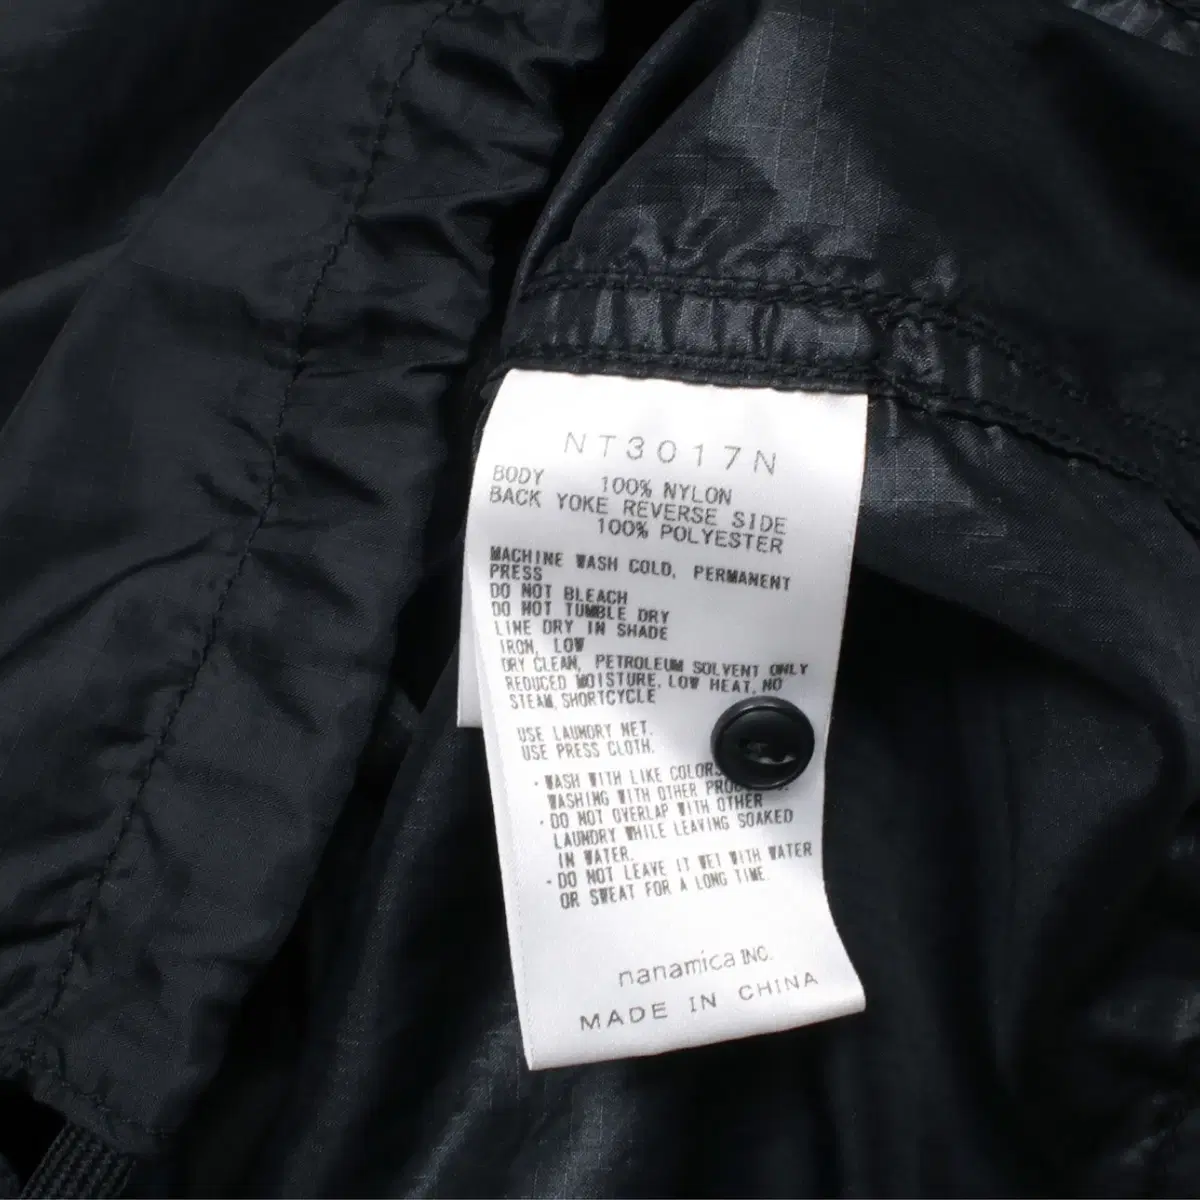 NT3017N
BODY 100% NYLON
BACK YOKE REVERSE SIDE
100% POLYESTER
MACHINE WASH COLD, PERMANENT
PRESS
DO NOT BLEACH
DO NOT TUMBLE DRY
LINE DRY IN SHADE
IRON, LOW
DRY CLEAN, PETROLEUM SOLVENT ONLY
REDUCED MOISTURE, LOW HEAT, NO
STEAM, SHORTCYCLE
USE LAUNDRY NET.
USE PRESS CLOTH.
・WASH WITH LIKE COLORS
WASHING WITH OTHER
・DO NOT OVERLAP WITH OTHER
LAUNDRY WHILE LEAVING SOAKED
IN WATER.
・DO NOT LEAVE IT WET WITH WATER
OR SWEAT FOR A LONG TIME.
nanamica INC.
MADE IN CHINA